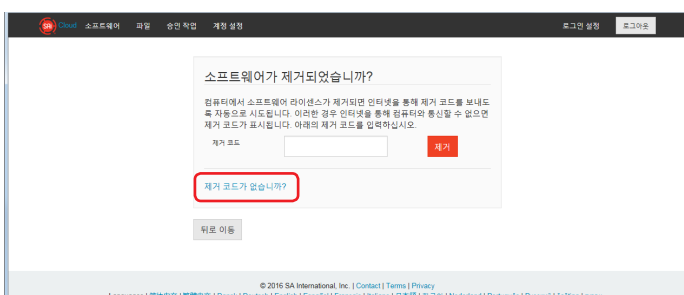 SAi Cloud 소프트웨어 파일 승인 작업 계정 설정 로그인 설정 로그아웃
소프트웨어가 제거되었습니까?
컴퓨터에서 소프트웨어 라이센스가 제거되면 인터넷을 통해 제거 코드를 보내도
록 자동으로 시도됩니다. 이러한 경우 인터넷을 통해 컴퓨터와 통신할 수 없으면
제거 코드가 표시됩니다. 아래의 제거 코드를 입력하십시오.
제거 코드 제거
제거 코드가 없습니까?
뒤로 이동
© 2016 SA International, Inc. | Contact | Terms | Privacy